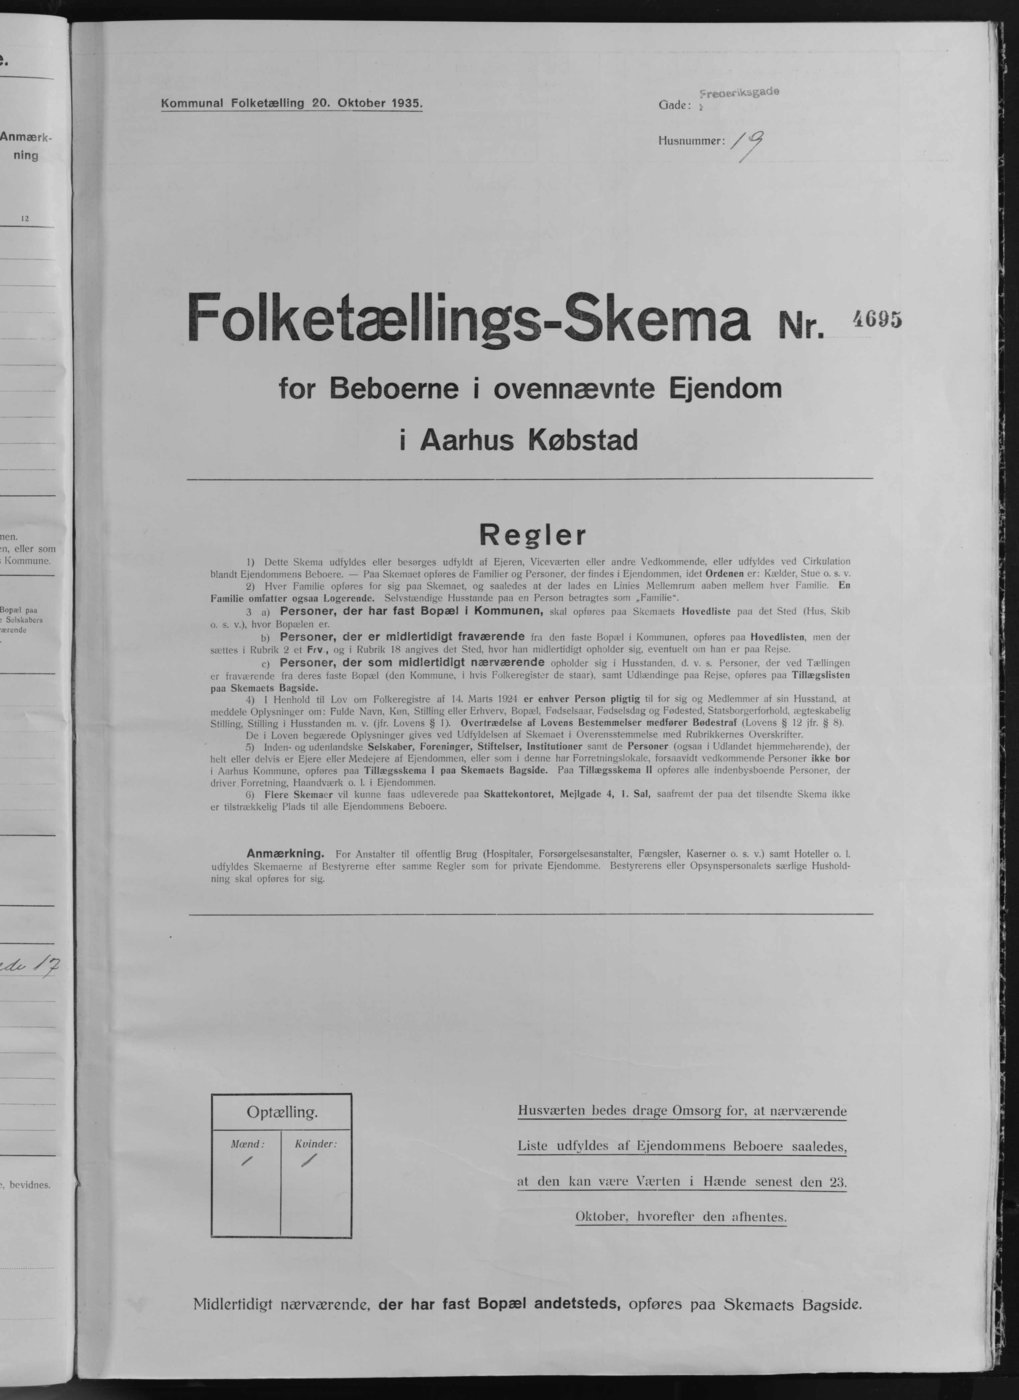 e.
Anmærk-
ning
12
nen.
en, eller som
i Kommune.
Bopæl paa
e Selskabers
værende
17
e, bevidnes.
Kommunal Folketælling 20. Oktober 1935.
Gade: Frederiksgade
Husnummer: 19
Folketællings-Skema Nr. 4695
for Beboerne i ovennævnte Ejendom
i Aarhus Købstad
Regler
1) Dette Skema udfyldes eller besørges udfyldt af Ejeren, Viceværten eller andre Vedkommende, eller udfyldes ved Cirkulation
blandt Ejendommens Beboere. — Paa Skemaet opføres de Familier og Personer, der findes i Ejendommen, idet Ordenen er: Kælder, Stue o. s. v.
2) Hver Familie opføres for sig paa Skemaet, og saaledes at der lades en Linies Mellemrum aaben mellem hver Familie. En
Familie omfatter ogsaa Logerende. Selvstændige Husstande paa en Person betragtes som „Familie“.
3 a) Personer, der har fast Bopæl i Kommunen, skal opføres paa Skemaets Hovedliste paa det Sted (Hus, Skib
o. s. v.), hvor Bopælen er.
b) Personer, der er midlertidigt fraværende fra den faste Bopæl i Kommunen, opføres paa Hovedlisten, men der
sættes i Rubrik 2 et Frv., og i Rubrik 18 angives det Sted, hvor han midlertidigt opholder sig, eventuelt om han er paa Rejse.
c) Personer, der som midlertidigt nærværende opholder sig i Husstanden, d. v. s. Personer, der ved Tællingen
er fraværende fra deres faste Bopæl (den Kommune, i hvis Folkeregister de staar), samt Udlændinge paa Rejse, opføres paa Tillægslisten
paa Skemaets Bagside.
4) I Henhold til Lov om Folkeregistre af 14. Marts 1924 er enhver Person pligtig til for sig og Medlemmer af sin Husstand, at
meddele Oplysninger om: Fulde Navn, Køn, Stilling eller Erhverv, Bopæl, Fødselsaar, Fødselsdag og Fødested, Statsborgerforhold, ægteskabelig
Stilling, Stilling i Husstanden m. v. (jfr. Lovens § 1). Overtrædelse af Lovens Bestemmelser medfører Bødestraf (Lovens § 12 jfr. § 8).
De i Loven begærede Oplysninger gives ved Udfyldelsen af Skemaet i Overensstemmelse med Rubrikkernes Overskrifter.
5) Inden- og udenlandske Selskaber, Foreninger, Stiftelser, Institutioner samt de Personer (ogsaa i Udlandet hjemmehørende), der
helt eller delvis er Ejere eller Medejere af Ejendommen, eller som i denne har Forretningslokale, forsaavidt vedkommende Personer ikke bor
i Aarhus Kommune, opføres paa Tillægsskema I paa Skemaets Bagside. Paa Tillægsskema II opføres alle indenbysboende Personer, der
driver Forretning, Haandværk o. l. i Ejendommen.
6) Flere Skemaer vil kunne faas udleverede paa Skattekontoret, Mejlgade 4, 1. Sal, saafremt der paa det tilsendte Skema ikke
er tilstrækkelig Plads til alle Ejendommens Beboere.
Anmærkning. For Anstalter til offentlig Brug (Hospitaler, Forsørgelsesanstalter, Fængsler, Kaserner o. s. v.) samt Hoteller o. l.
udfyldes Skemaerne af Bestyrerne efter samme Regler som for private Ejendomme. Bestyrerens eller Opsynspersonalets særlige Hushold-
ning skal opføres for sig.
Optælling.
Mænd: Kvinder:
1 1
Husværten bedes drage Omsorg for, at nærværende
Liste udfyldes af Ejendommens Beboere saaledes,
at den kan være Værten i Hænde senest den 23.
Oktober, hvorefter den afhentes.
Midlertidigt nærværende, der har fast Bopæl andetsteds, opføres paa Skemaets Bagside.